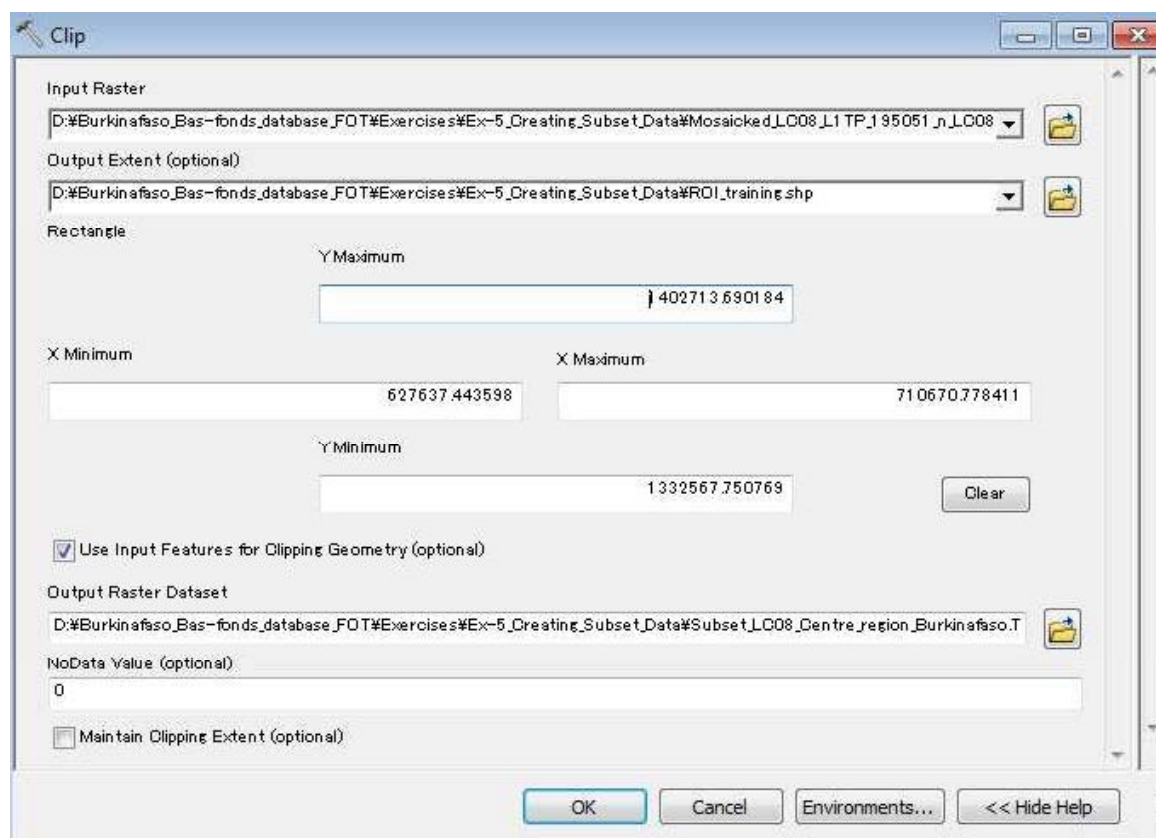 Clip
Input Raster
D:¥Burkinafaso_Bas-fonds_database_FOT¥Exercises¥Ex-5_Creating_Subset_Data¥Mosaicked_LC08_L1TP_195051_n_LC08
Output Extent (optional)
D:¥Burkinafaso_Bas-fonds_database_FOT¥Exercises¥Ex-5_Creating_Subset_Data¥ROI_training.shp
Rectangle
Y Maximum
1402713.690184
X Minimum
X Maximum
627637.443598
710670.778411
Y Minimum
1332567.750769
Clear
Use Input Features for Clipping Geometry (optional)
Output Raster Dataset
D:¥Burkinafaso_Bas-fonds_database_FOT¥Exercises¥Ex-5_Creating_Subset_Data¥Subset_LC08_Centre_region_Burkinafaso.T
NoData Value (optional)
0
Maintain Clipping Extent (optional)
OK
Cancel
Environments...
<< Hide Help